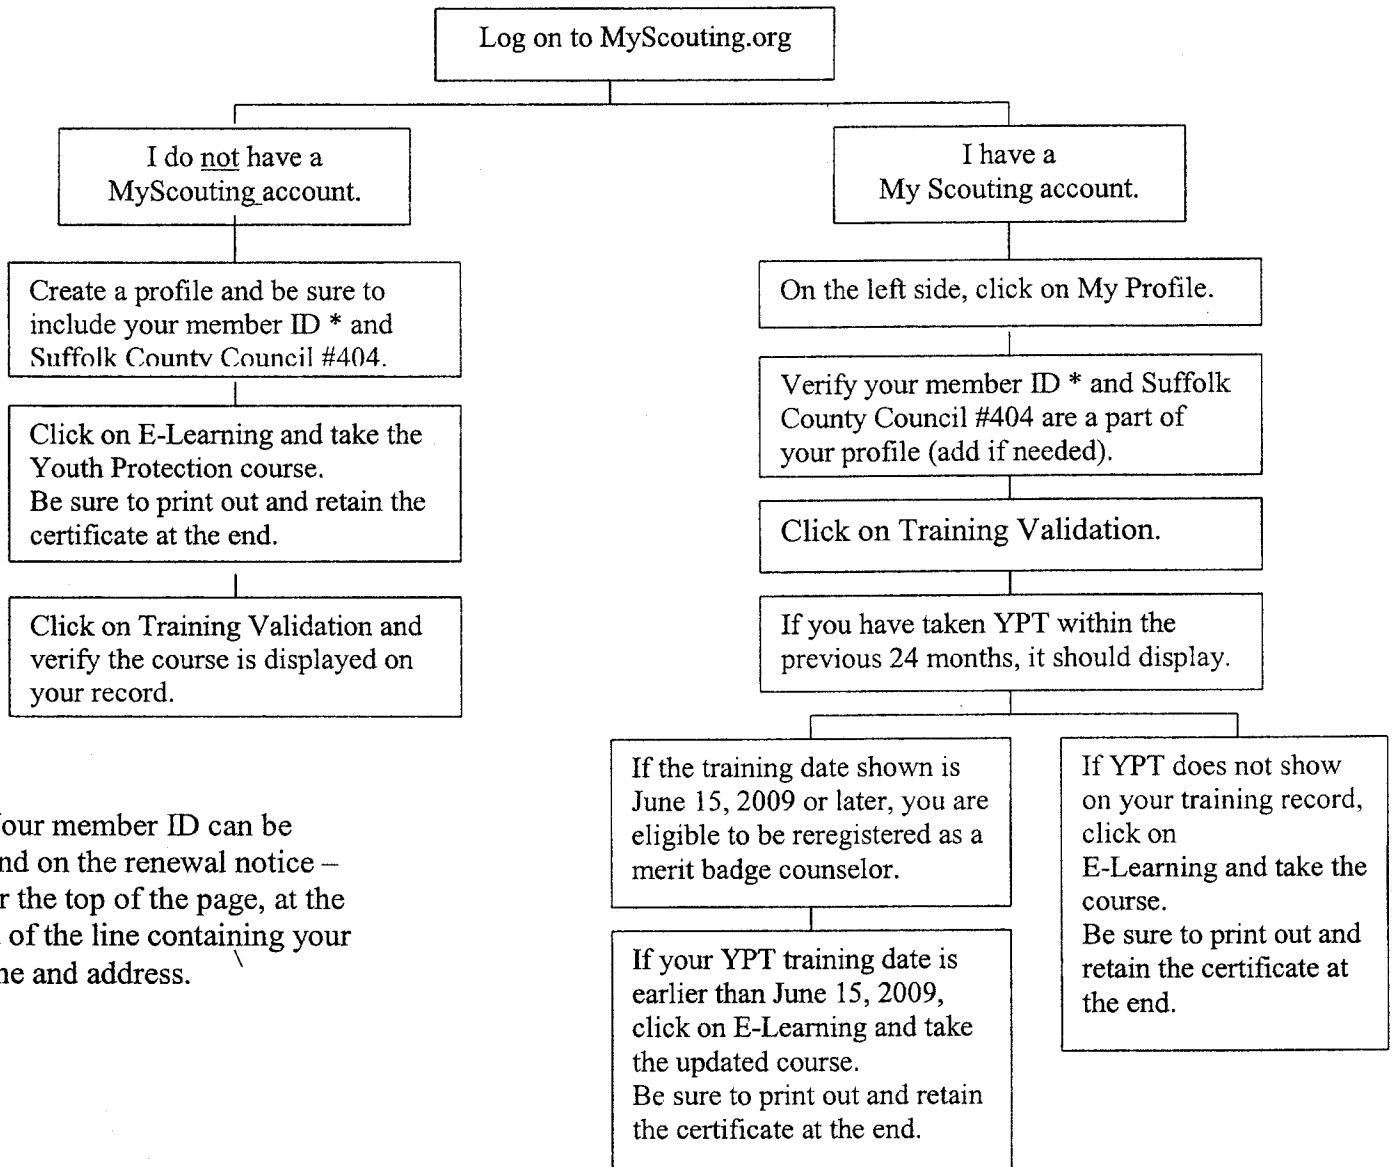 Log on to MyScouting.org
I do not have a
MyScouting account.
Create a profile and be sure to
include your member ID * and
Suffolk County Council #404.
Click on E-Learning and take the
Youth Protection course.
Be sure to print out and retain the
certificate at the end.
Click on Training Validation and
verify the course is displayed on
your record.
I have a
My Scouting account.
On the left side, click on My Profile.
Verify your member ID * and Suffolk
County Council #404 are a part of
your profile (add if needed).
Click on Training Validation.
If you have taken YPT within the
previous 24 months, it should display.
If the training date shown is
June 15, 2009 or later, you are
eligible to be reregistered as a
merit badge counselor.
If your YPT training date is
earlier than June 15, 2009,
click on E-Learning and take
the updated course.
Be sure to print out and retain
the certificate at the end.
If YPT does not show
on your training record,
click on
E-Learning and take the
course.
Be sure to print out and
retain the certificate at
the end.
member ID can be
on the renewal notice –
the top of the page, at the
of the line containing your
and address.